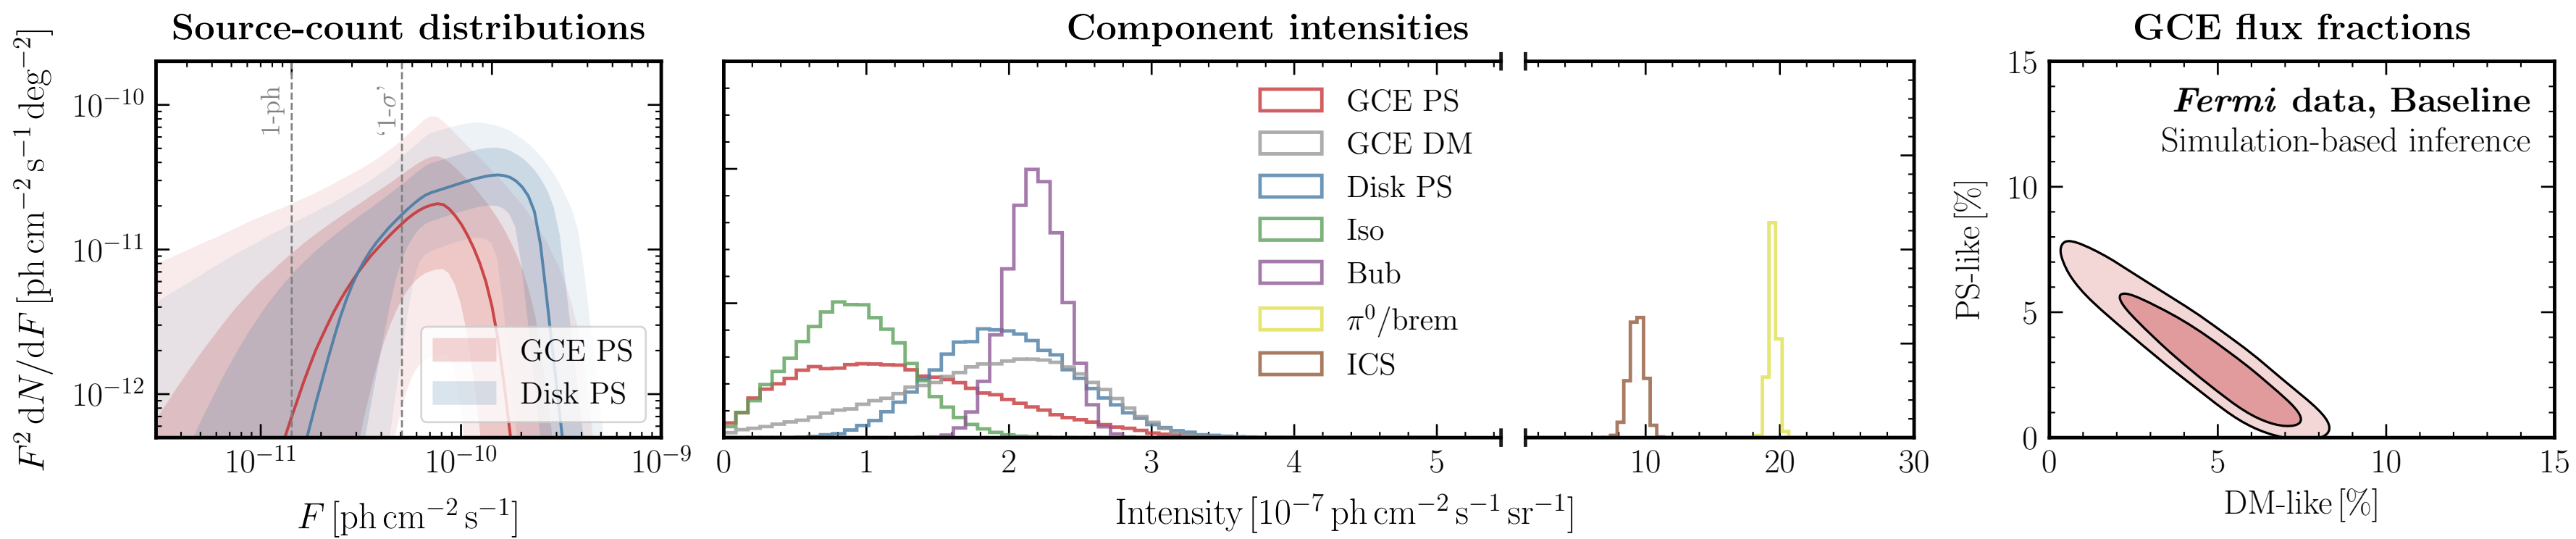 Source-count distributions
F² dN/dF [ph cm⁻² s⁻¹ deg⁻²]
10⁻¹⁰
10⁻¹¹
10⁻¹²
1-ph
‘1-σ’
GCE PS
Disk PS
10⁻¹¹ 10⁻¹⁰ 10⁻⁹
F [ph cm⁻² s⁻¹]
Component intensities
GCE PS
GCE DM
Disk PS
Iso
Bub
π⁰/brem
ICS
0 1 2 3 4 5 10 20 30
Intensity [10⁻⁷ ph cm⁻² s⁻¹ sr⁻¹]
GCE flux fractions
Fermi data, Baseline
Simulation-based inference
PS-like [%]
15
10
5
0
0 5 10 15
DM-like [%]